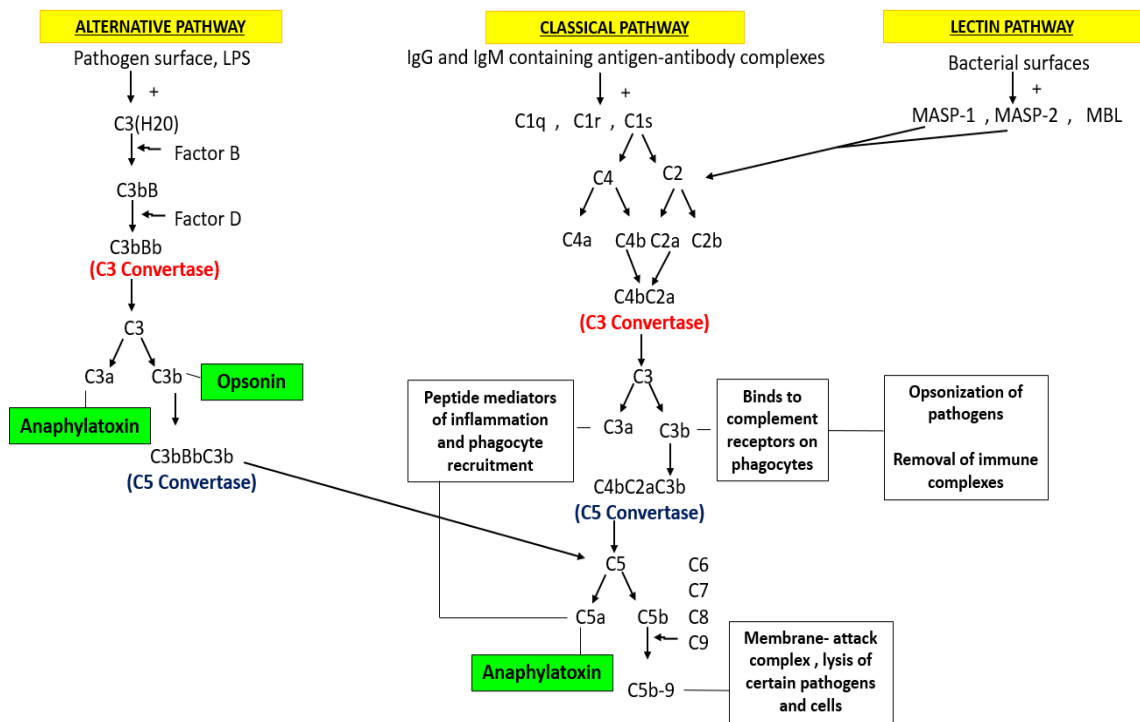 ALTERNATIVE PATHWAY
Pathogen surface, LPS
+
C3(H20)
Factor B
C3bB
Factor D
C3bBb
(C3 Convertase)
C3
C3a
C3b
Opsonin
Anaphylatoxin
C3bBbC3b
(C5 Convertase)
CLASSICAL PATHWAY
IgG and IgM containing antigen-antibody complexes
+
C1q , C1r , C1s
C4
C2
C4a
C4b
C2a
C2b
C4bC2a
(C3 Convertase)
C3
C3a
C3b
Peptide mediators
of inflammation
and phagocyte
recruitment
Binds to
complement
receptors on
phagocytes
Opsonization of
pathogens
Removal of immune
complexes
C4bC2aC3b
(C5 Convertase)
C5
C5a
C5b
C6
C7
C8
C9
Anaphylatoxin
C5b-9
Membrane- attack
complex , lysis of
certain pathogens
and cells
LECTIN PATHWAY
Bacterial surfaces
+
MASP-1 , MASP-2 , MBL